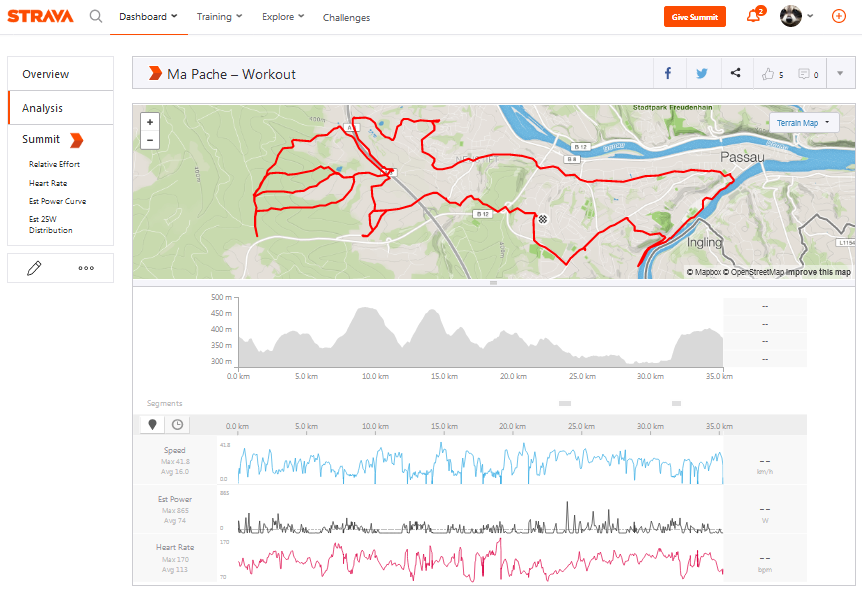 STRAVA
Dashboard
Training
Explore
Challenges
Give Summit
2
Overview
Analysis
Summit
Relative Effort
Heart Rate
Est Power Curve
Est 25W
Distribution
Ma Pache – Workout
5
0
+
−
Stadtpark Freudenhain
Terrain Map
B 12
B 8
Passau
B 12
Ingling
L1154
© Mapbox © OpenStreetMap Improve this map
500 m
450 m
400 m
350 m
300 m
0.0 km
5.0 km
10.0 km
15.0 km
20.0 km
25.0 km
30.0 km
35.0 km
--
--
--
--
Segments
0.0 km
5.0 km
10.0 km
15.0 km
20.0 km
25.0 km
30.0 km
35.0 km
Speed
Max 41.8
Avg 16.0
41.8
0.0
--
km/h
Est Power
Max 865
Avg 74
865
0
--
W
Heart Rate
Max 170
Avg 113
170
70
--
bpm